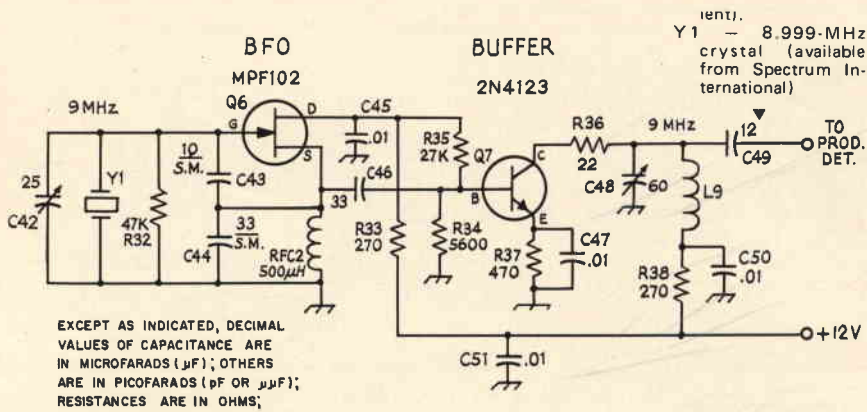 ient).
Y1 – 8.999-MHz
crystal (available
from Spectrum In-
ternational)
BFO
MPF102
BUFFER
2N4123
9 MHz
Q6
G
D
S
C45
.01
R35
27K
Q7
B
C
E
R36
22
9 MHz
12
C49
TO
PROD.
DET.
25
C42
Y1
47K
R32
10
S.M.
C43
33
S.M.
C44
C46
33
RFC2
500µH
R33
270
R34
5600
R37
470
C47
.01
C48
60
L9
C50
.01
R38
270
+12V
C51
.01
EXCEPT AS INDICATED, DECIMAL
VALUES OF CAPACITANCE ARE
IN MICROFARADS (µF); OTHERS
ARE IN PICOFARADS (pF OR µµF);
RESISTANCES ARE IN OHMS;